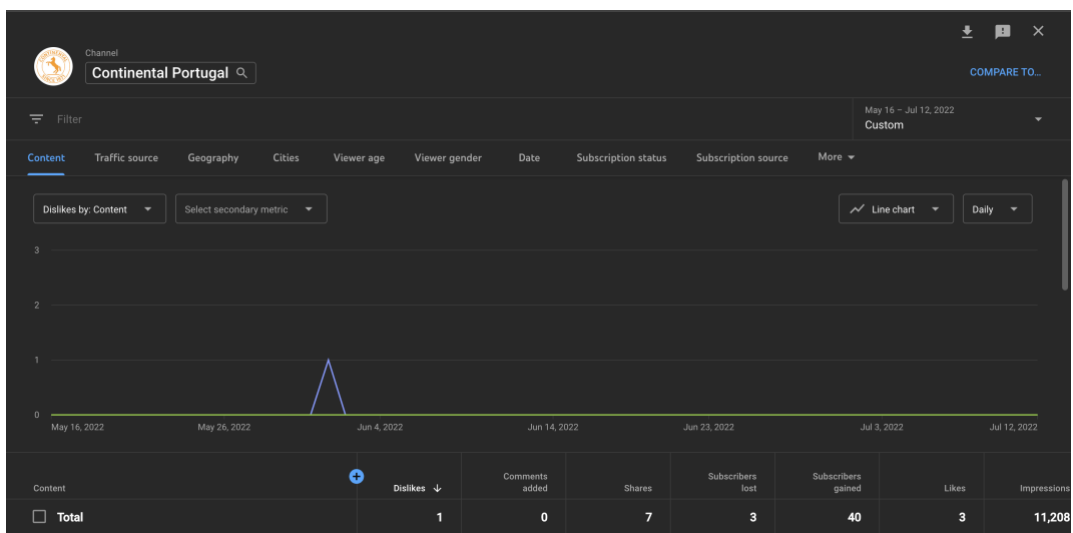 Channel
Continental Portugal
COMPARE TO...
Filter
May 16 – Jul 12, 2022
Custom
Content Traffic source Geography Cities Viewer age Viewer gender Date Subscription status Subscription source More
Dislikes by: Content Select secondary metric Line chart Daily
3
2
1
0
May 16, 2022 May 26, 2022 Jun 4, 2022 Jun 14, 2022 Jun 23, 2022 Jul 3, 2022 Jul 12, 2022
Content Dislikes Comments added Shares Subscribers lost Subscribers gained Likes Impressions
Total 1 0 7 3 40 3 11,208